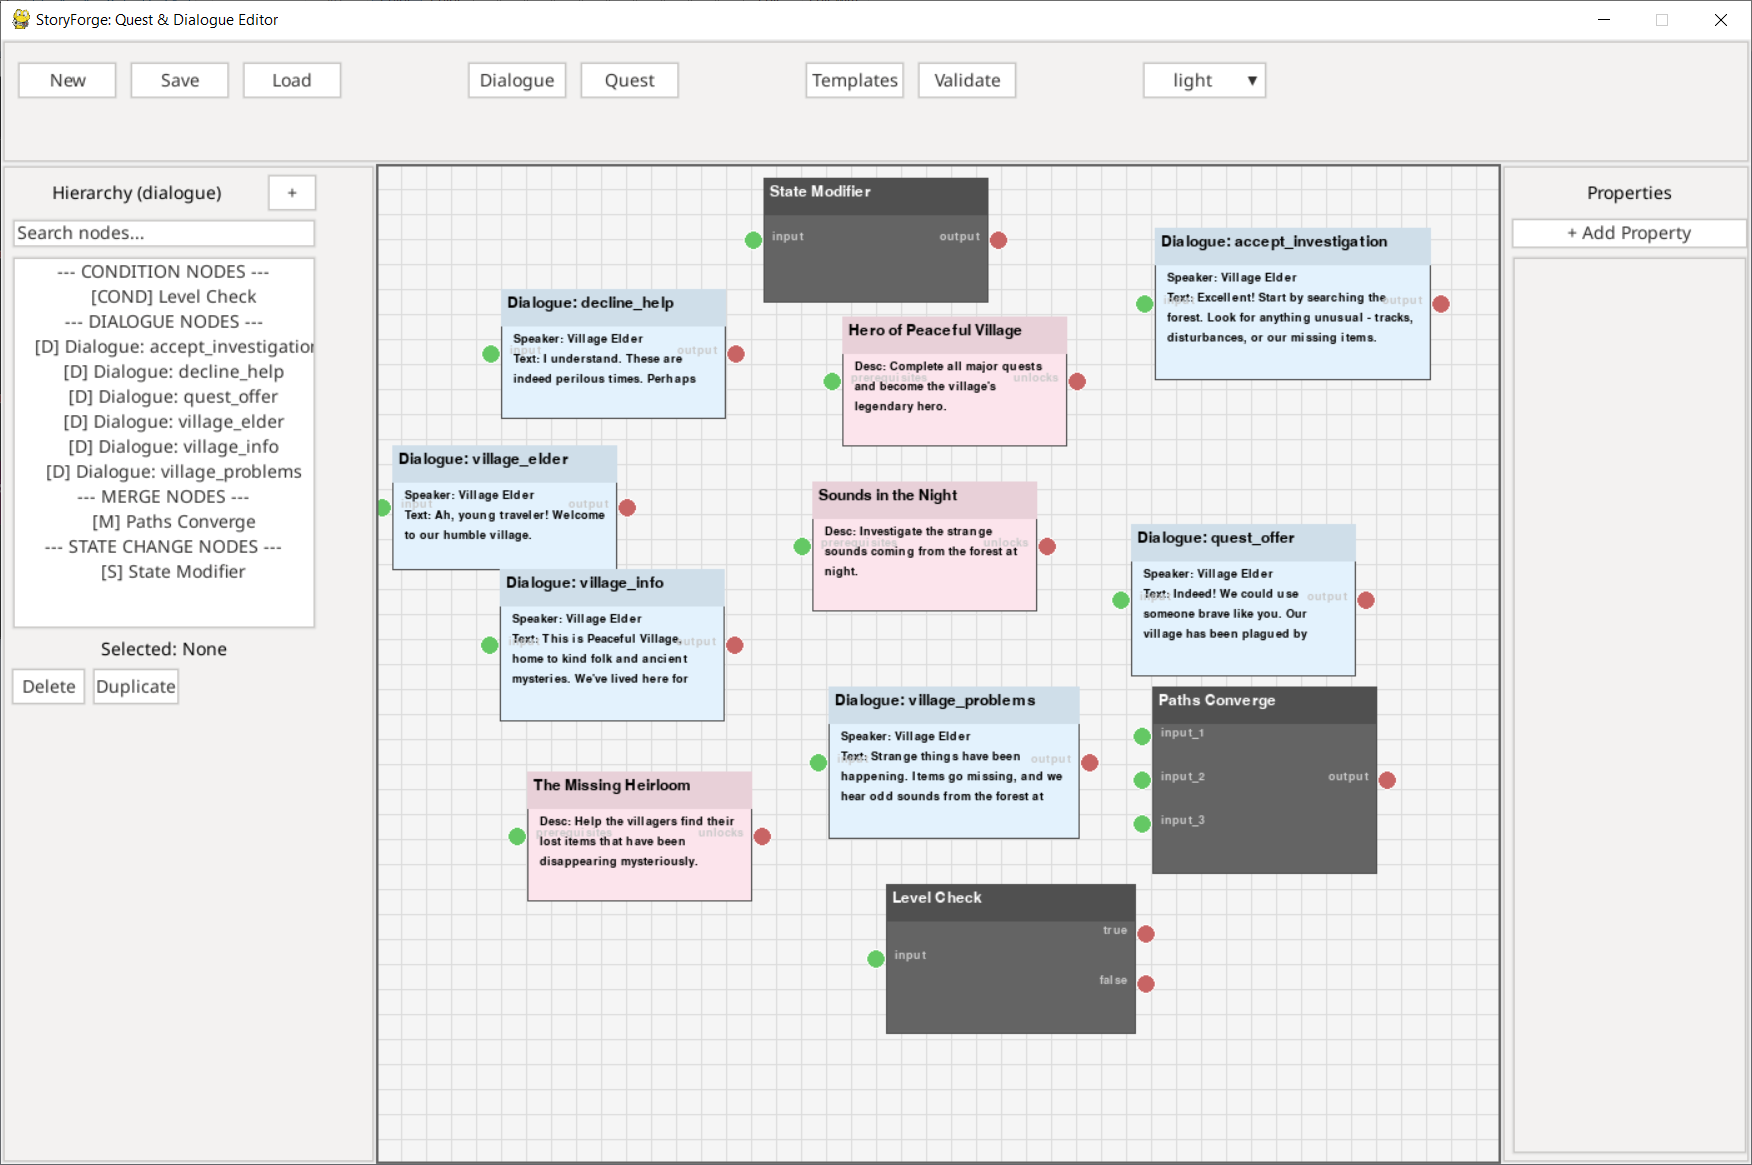 StoryForge: Quest & Dialogue Editor
New
Save
Load
Dialogue
Quest
Templates
Validate
light
Hierarchy (dialogue)
+
Search nodes...
--- CONDITION NODES ---
[COND] Level Check
--- DIALOGUE NODES ---
[D] Dialogue: accept_investigation
[D] Dialogue: decline_help
[D] Dialogue: quest_offer
[D] Dialogue: village_elder
[D] Dialogue: village_info
[D] Dialogue: village_problems
--- MERGE NODES ---
[M] Paths Converge
--- STATE CHANGE NODES ---
[S] State Modifier
Selected: None
Delete
Duplicate
State Modifier
input
output
Dialogue: accept_investigation
Speaker: Village Elder
Text: Excellent! Start by searching the
input
output
forest. Look for anything unusual - tracks,
disturbances, or our missing items.
Dialogue: decline_help
Speaker: Village Elder
input
output
Text: I understand. These are
indeed perilous times. Perhaps
Hero of Peaceful Village
Desc: Complete all major quests
prerequisites
unlocks
and become the village's
legendary hero.
Dialogue: village_elder
Speaker: Village Elder
input
output
Text: Ah, young traveler! Welcome
to our humble village.
Sounds in the Night
Desc: Investigate the strange
prerequisites
unlocks
sounds coming from the forest at
night.
Dialogue: quest_offer
Speaker: Village Elder
Text: Indeed! We could use
input
output
someone brave like you. Our
village has been plagued by
Dialogue: village_info
Speaker: Village Elder
Text: This is Peaceful Village,
input
output
home to kind folk and ancient
mysteries. We've lived here for
Dialogue: village_problems
Speaker: Village Elder
Text: Strange things have been
input
output
happening. Items go missing, and we
hear odd sounds from the forest at
Paths Converge
input_1
input_2
output
input_3
The Missing Heirloom
Desc: Help the villagers find their
prerequisites
unlocks
lost items that have been
disappearing mysteriously.
Level Check
true
input
false
Properties
+ Add Property